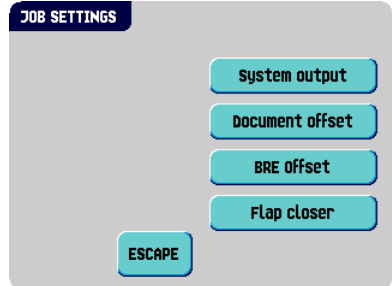 JOB SETTINGS
System output
Document offset
BRE offset
Flap closer
ESCAPE